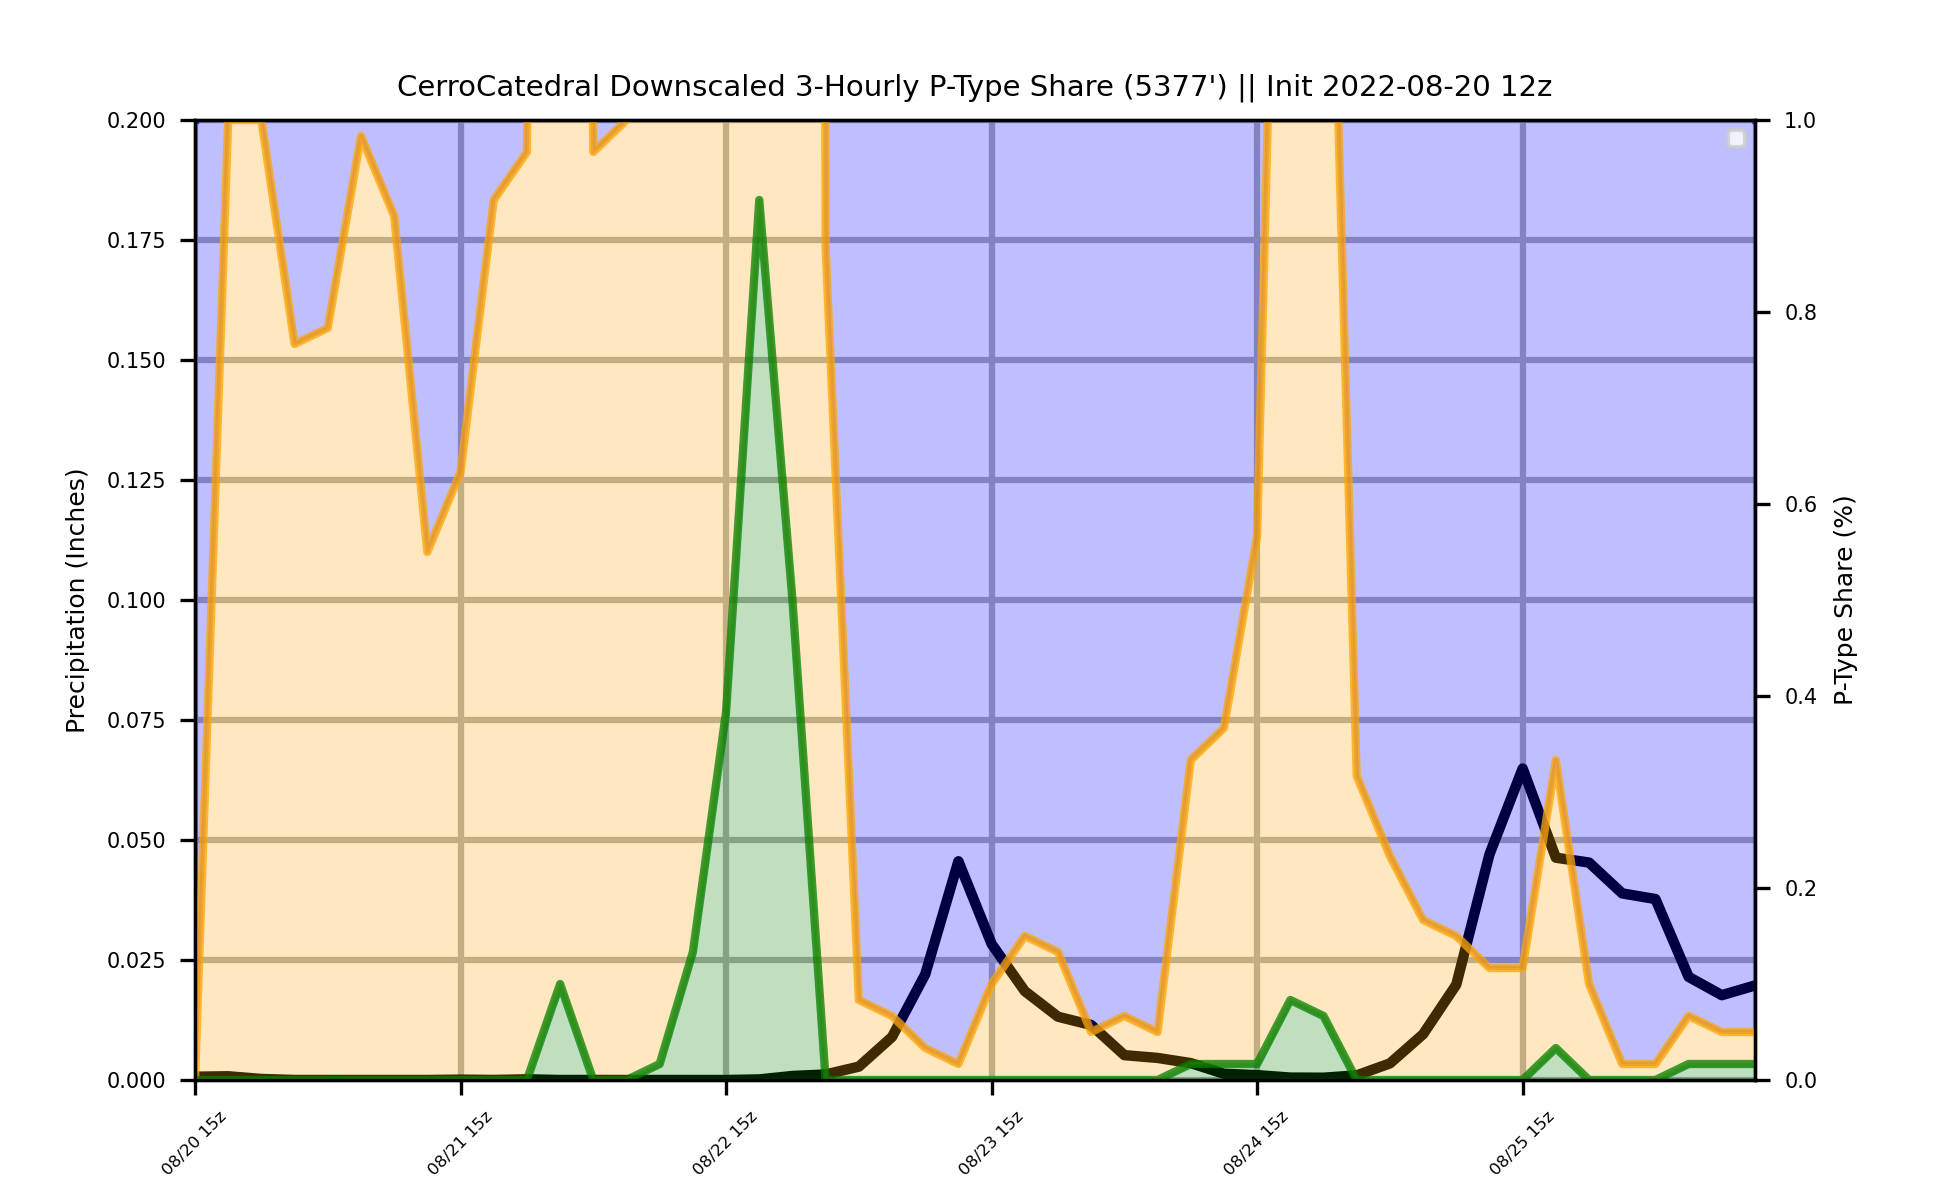 CerroCatedral Downscaled 3-Hourly P-Type Share (5377') || Init 2022-08-20 12z
0.200
0.175
0.150
0.125
0.100
0.075
0.050
0.025
0.000
Precipitation (Inches)
1.0
0.8
0.6
0.4
0.2
0.0
P-Type Share (%)
08/20 15z
08/21 15z
08/22 15z
08/23 15z
08/24 15z
08/25 15z